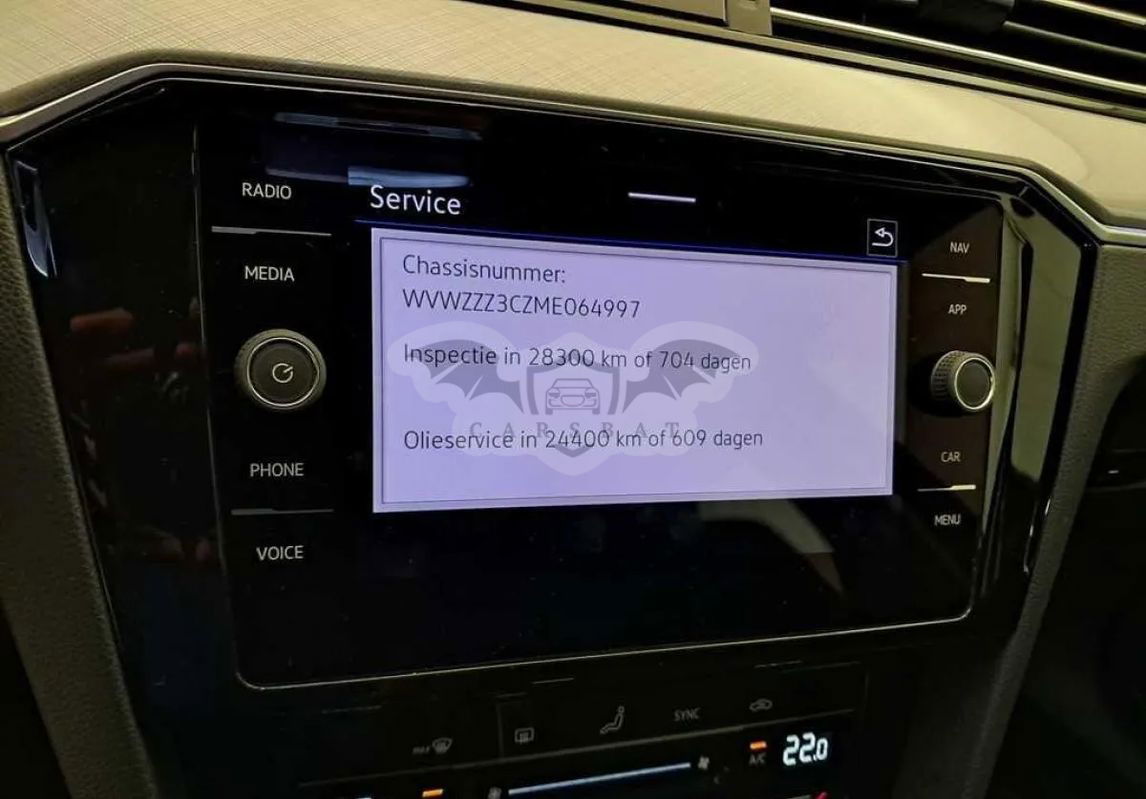 RADIO
Service
MEDIA
NAV
Chassisnummer:
WVWZZZ3CZME064997
APP
Inspectie in 28300 km of 704 dagen
CARSBAT
Olieservice in 24400 km of 609 dagen
CAR
PHONE
MENU
VOICE
SYNC
A/C
22.0